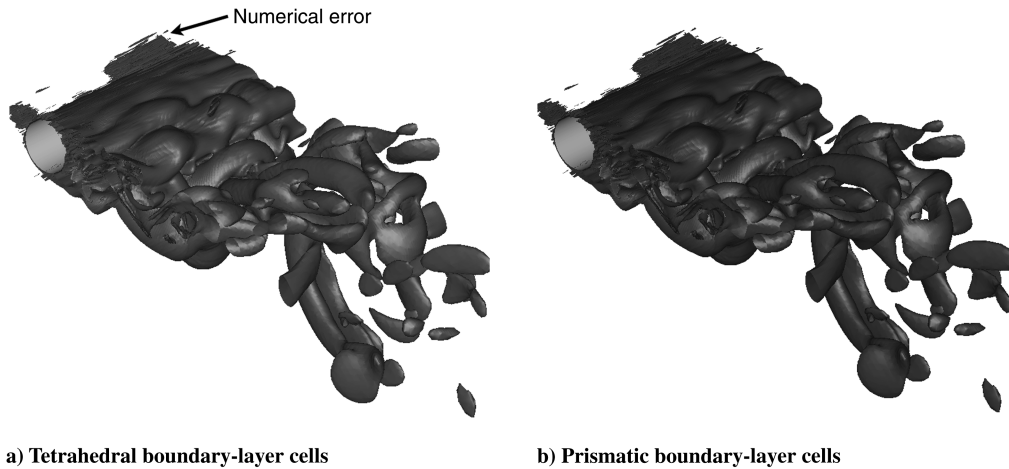 Numerical error
a) Tetrahedral boundary-layer cells
b) Prismatic boundary-layer cells